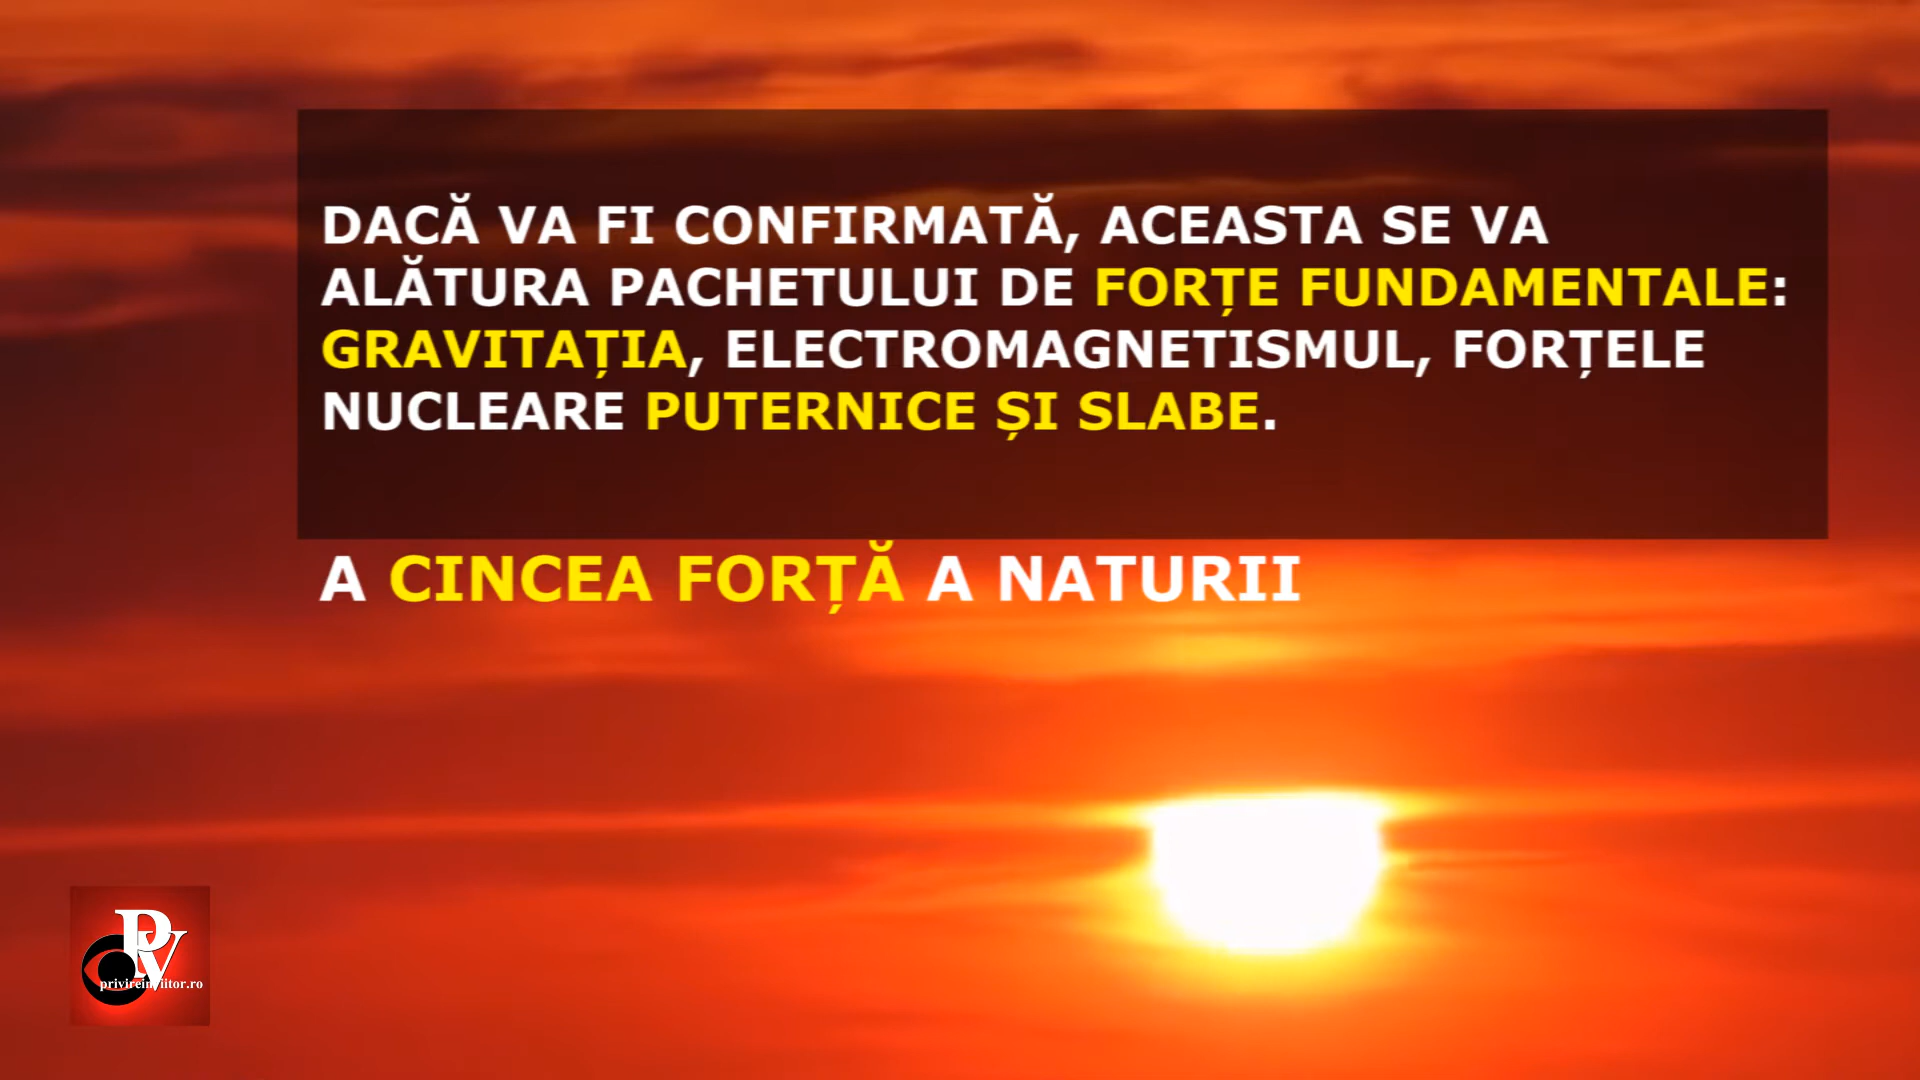 DACĂ VA FI CONFIRMATĂ, ACEASTA SE VA
ALĂTURA PACHETULUI DE FORȚE FUNDAMENTALE:
GRAVITAȚIA, ELECTROMAGNETISMUL, FORȚELE
NUCLEARE PUTERNICE ȘI SLABE.
A CINCEA FORȚĂ A NATURII
PV
privireinviitor.ro